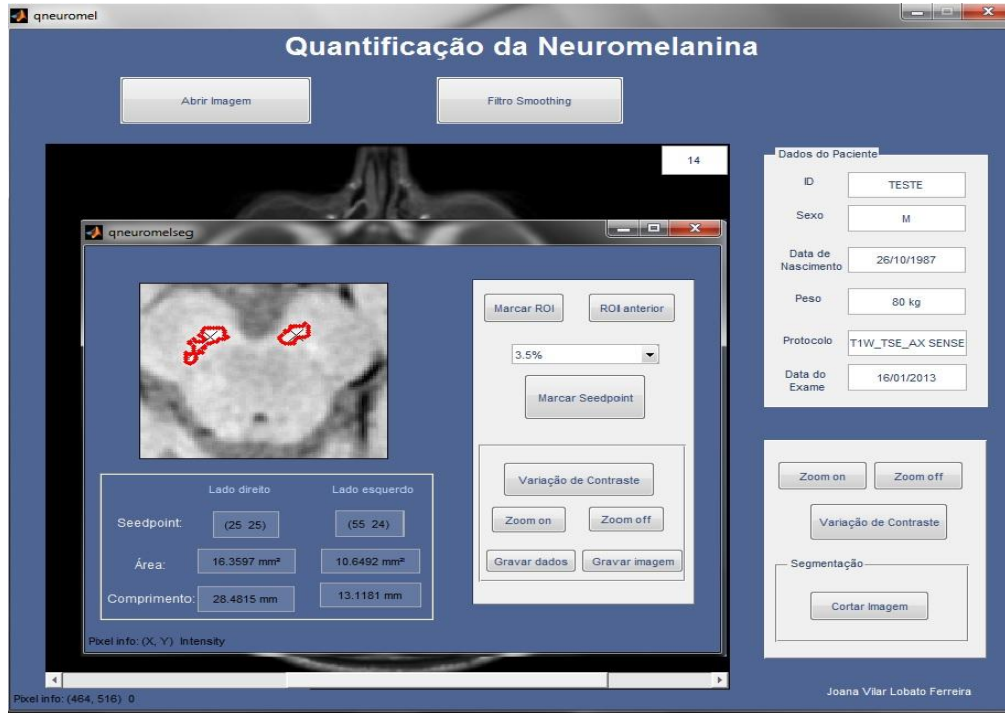 qneuromel
Quantificação da Neuromelanina
Abrir Imagem
Filtro Smoothing
14
qneuromelseg
Marcar ROI
ROI anterior
3.5%
Marcar Seedpoint
Variação de Contraste
Zoom on
Zoom off
Gravar dados
Gravar imagem
Lado direito
Lado esquerdo
Seedpoint:
(25 25)
(55 24)
Área:
16.3597 mm²
10.6492 mm²
Comprimento:
28.4815 mm
13.1181 mm
Pixel info: (X, Y) Intensity
Pixel info: (464, 516) 0
Dados do Paciente
ID
TESTE
Sexo
M
Data de
Nascimento
26/10/1987
Peso
80 kg
Protocolo
T1W_TSE_AX SENSE
Data do
Exame
16/01/2013
Zoom on
Zoom off
Variação de Contraste
Segmentação
Cortar Imagem
Joana Vilar Lobato Ferreira